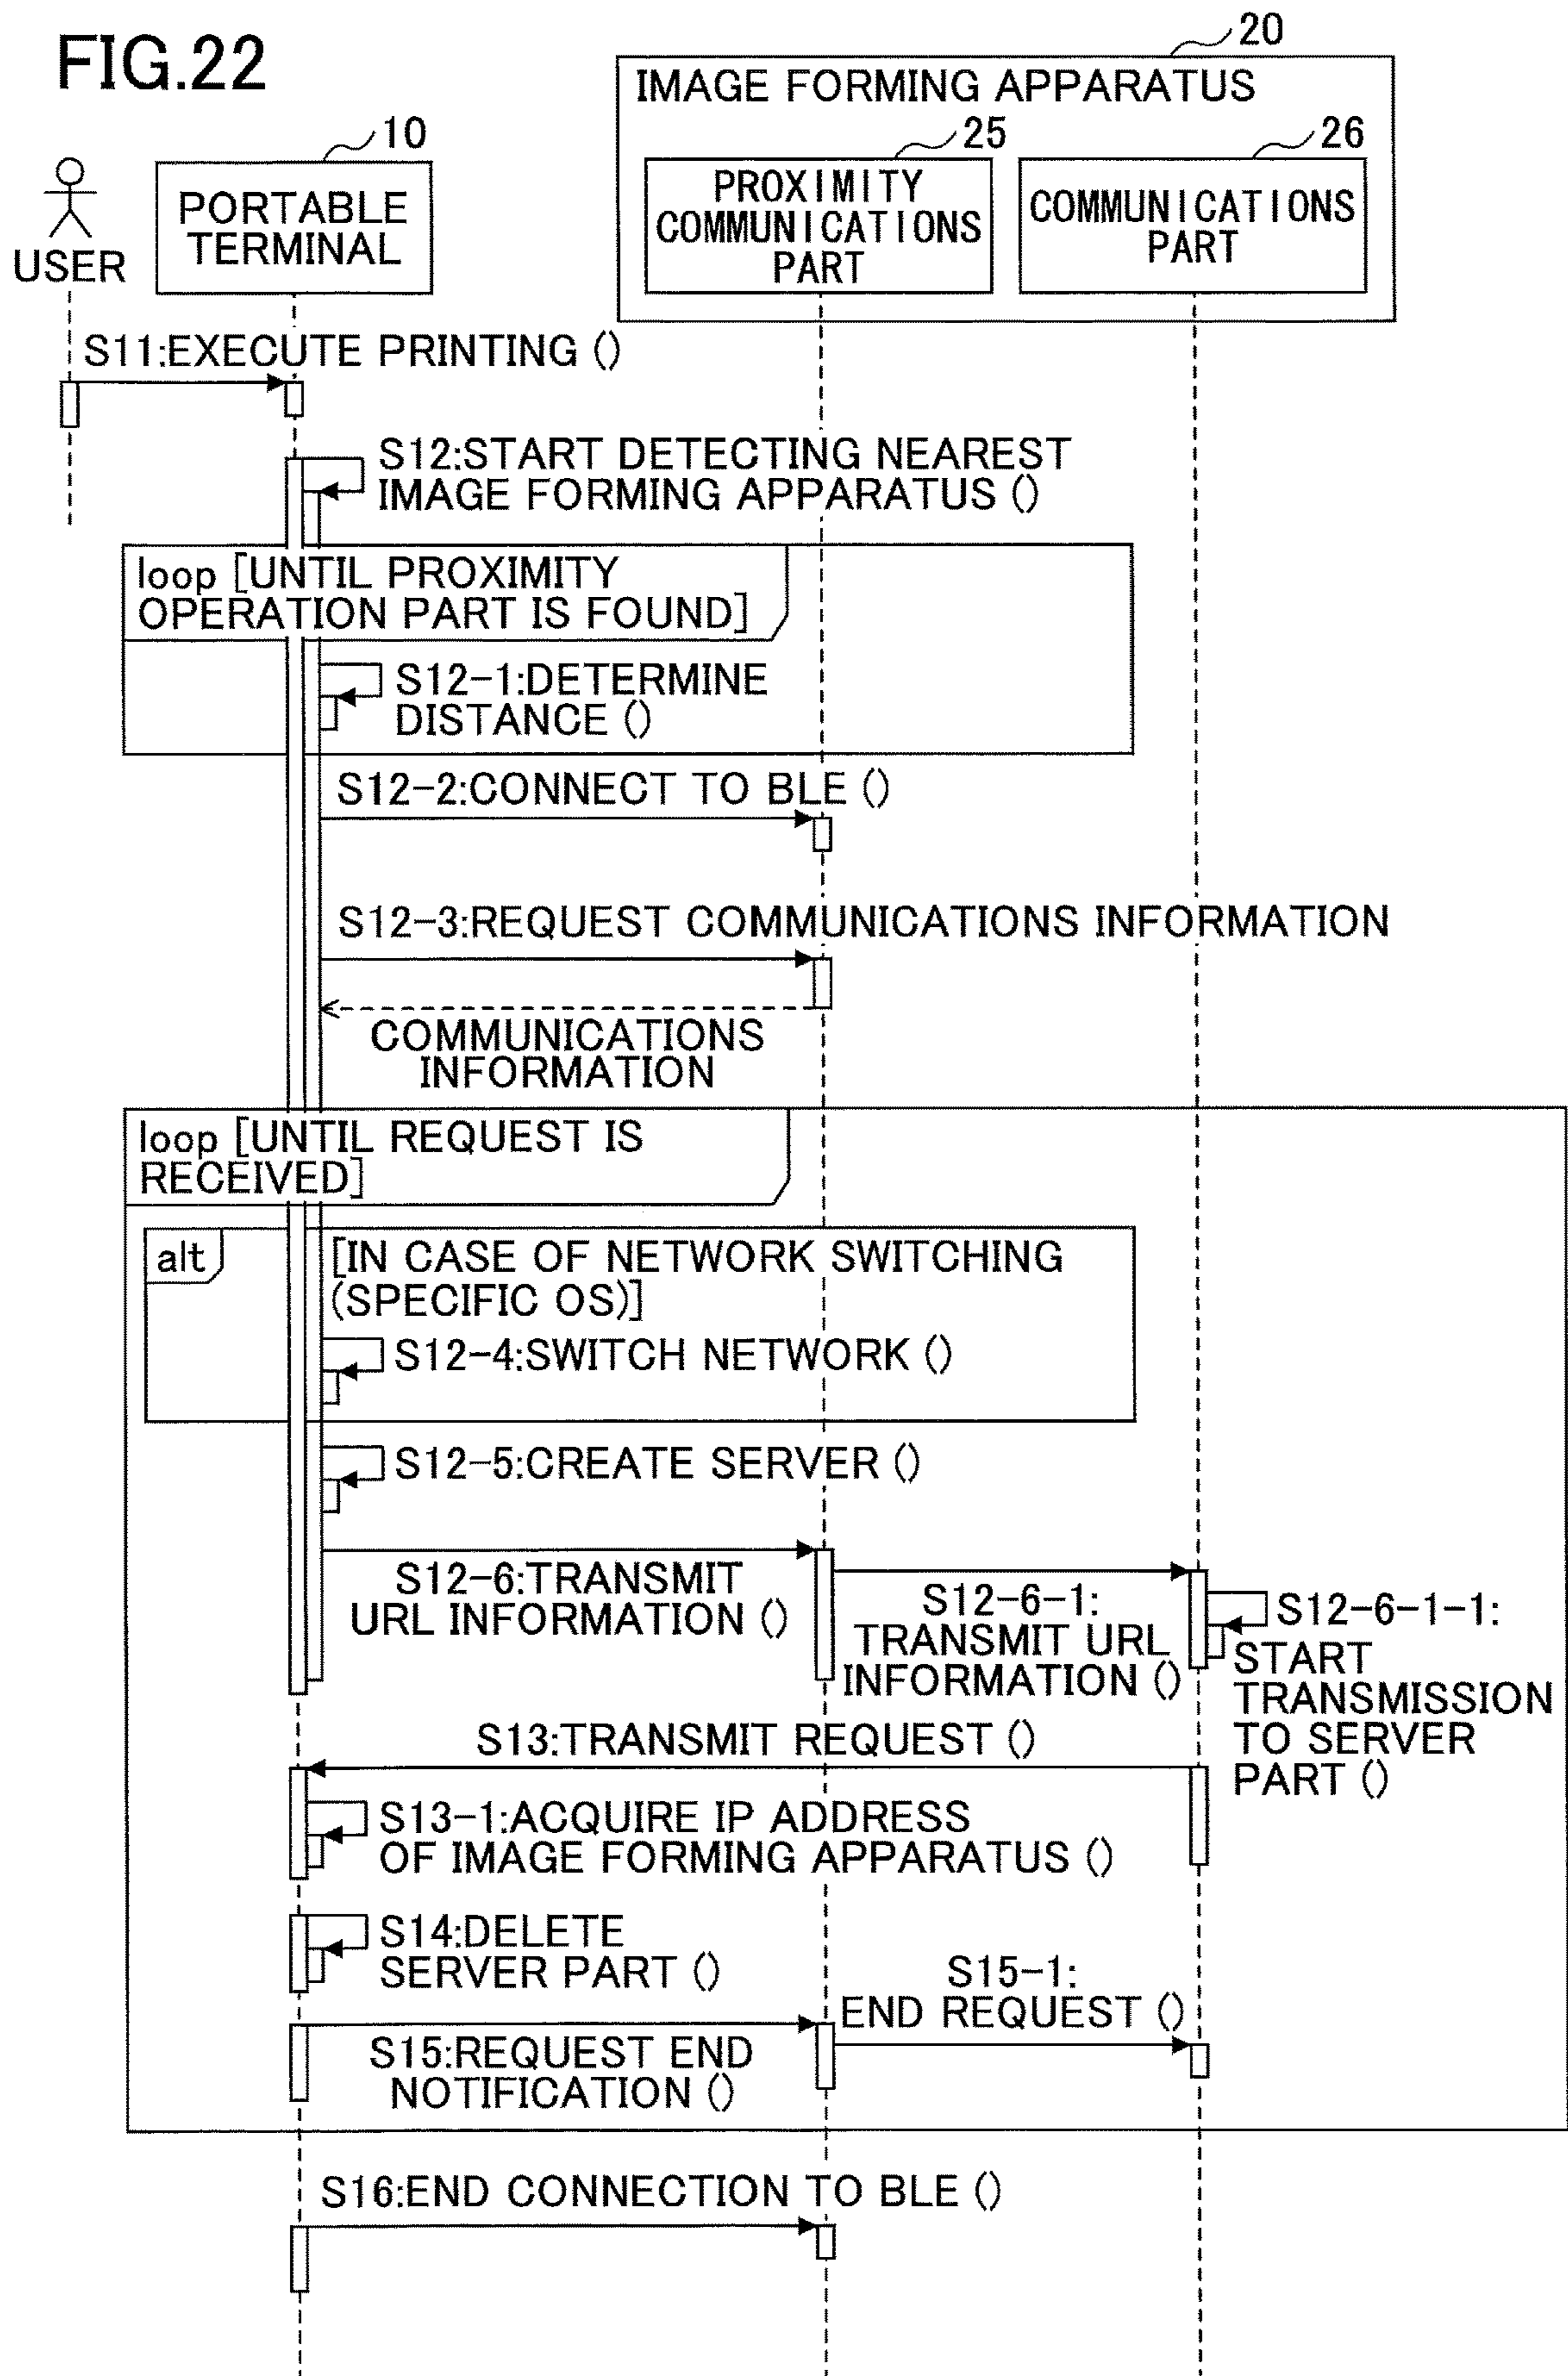 FIG.22
20
IMAGE FORMING APPARATUS
10
25
26
USER
PORTABLE
TERMINAL
PROXIMITY
COMMUNICATIONS
PART
COMMUNICATIONS
PART
S11:EXECUTE PRINTING ()
S12:START DETECTING NEAREST
IMAGE FORMING APPARATUS ()
loop [UNTIL PROXIMITY
OPERATION PART IS FOUND]
S12-1:DETERMINE
DISTANCE ()
S12-2:CONNECT TO BLE ()
S12-3:REQUEST COMMUNICATIONS INFORMATION
COMMUNICATIONS
INFORMATION
loop [UNTIL REQUEST IS
RECEIVED]
alt
[IN CASE OF NETWORK SWITCHING
(SPECIFIC OS)]
S12-4:SWITCH NETWORK ()
S12-5:CREATE SERVER ()
S12-6:TRANSMIT
URL INFORMATION ()
S12-6-1:
TRANSMIT URL
INFORMATION ()
S12-6-1-1:
START
TRANSMISSION
TO SERVER
PART ()
S13:TRANSMIT REQUEST ()
S13-1:ACQUIRE IP ADDRESS
OF IMAGE FORMING APPARATUS ()
S14:DELETE
SERVER PART ()
S15-1:
END REQUEST ()
S15:REQUEST END
NOTIFICATION ()
S16:END CONNECTION TO BLE ()